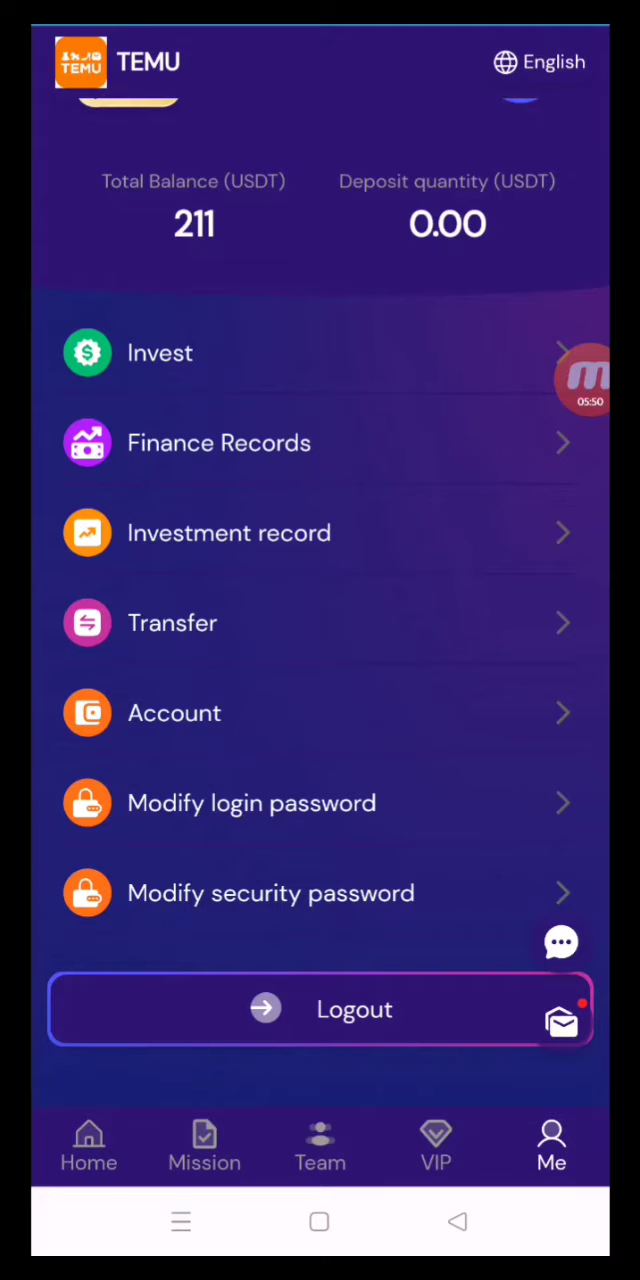 TEMU
TEMU
English
Total Balance (USDT)
Deposit quantity (USDT)
211
0.00
Invest
05:50
Finance Records
Investment record
Transfer
Account
Modify login password
Modify security password
Logout
Home
Mission
Team
VIP
Me